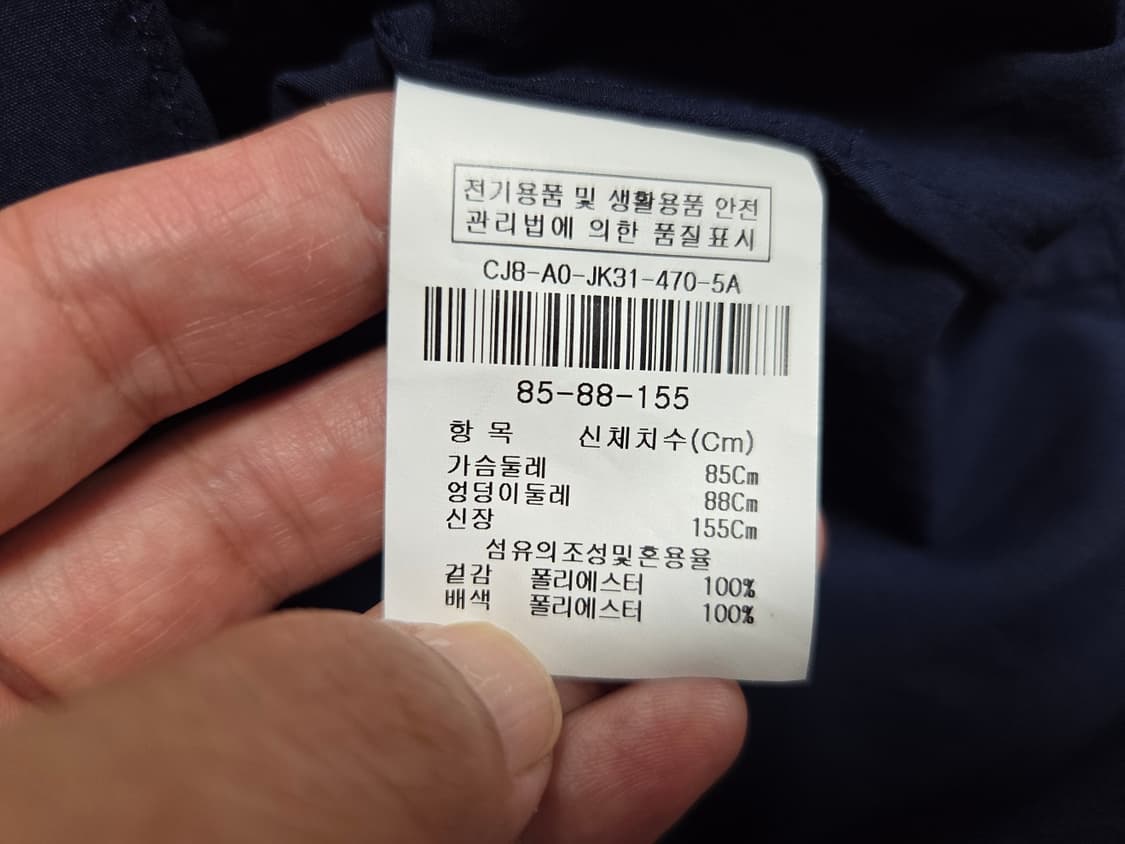 전기용품 및 생활용품 안전
관리법에 의한 품질표시
CJ8-A0-JK31-470-5A
85-88-155
항 목 신체치수(Cm)
가슴둘레 85Cm
엉덩이둘레 88Cm
신장 155Cm
섬유의조성및혼용율
겉감 폴리에스터 100%
배색 폴리에스터 100%